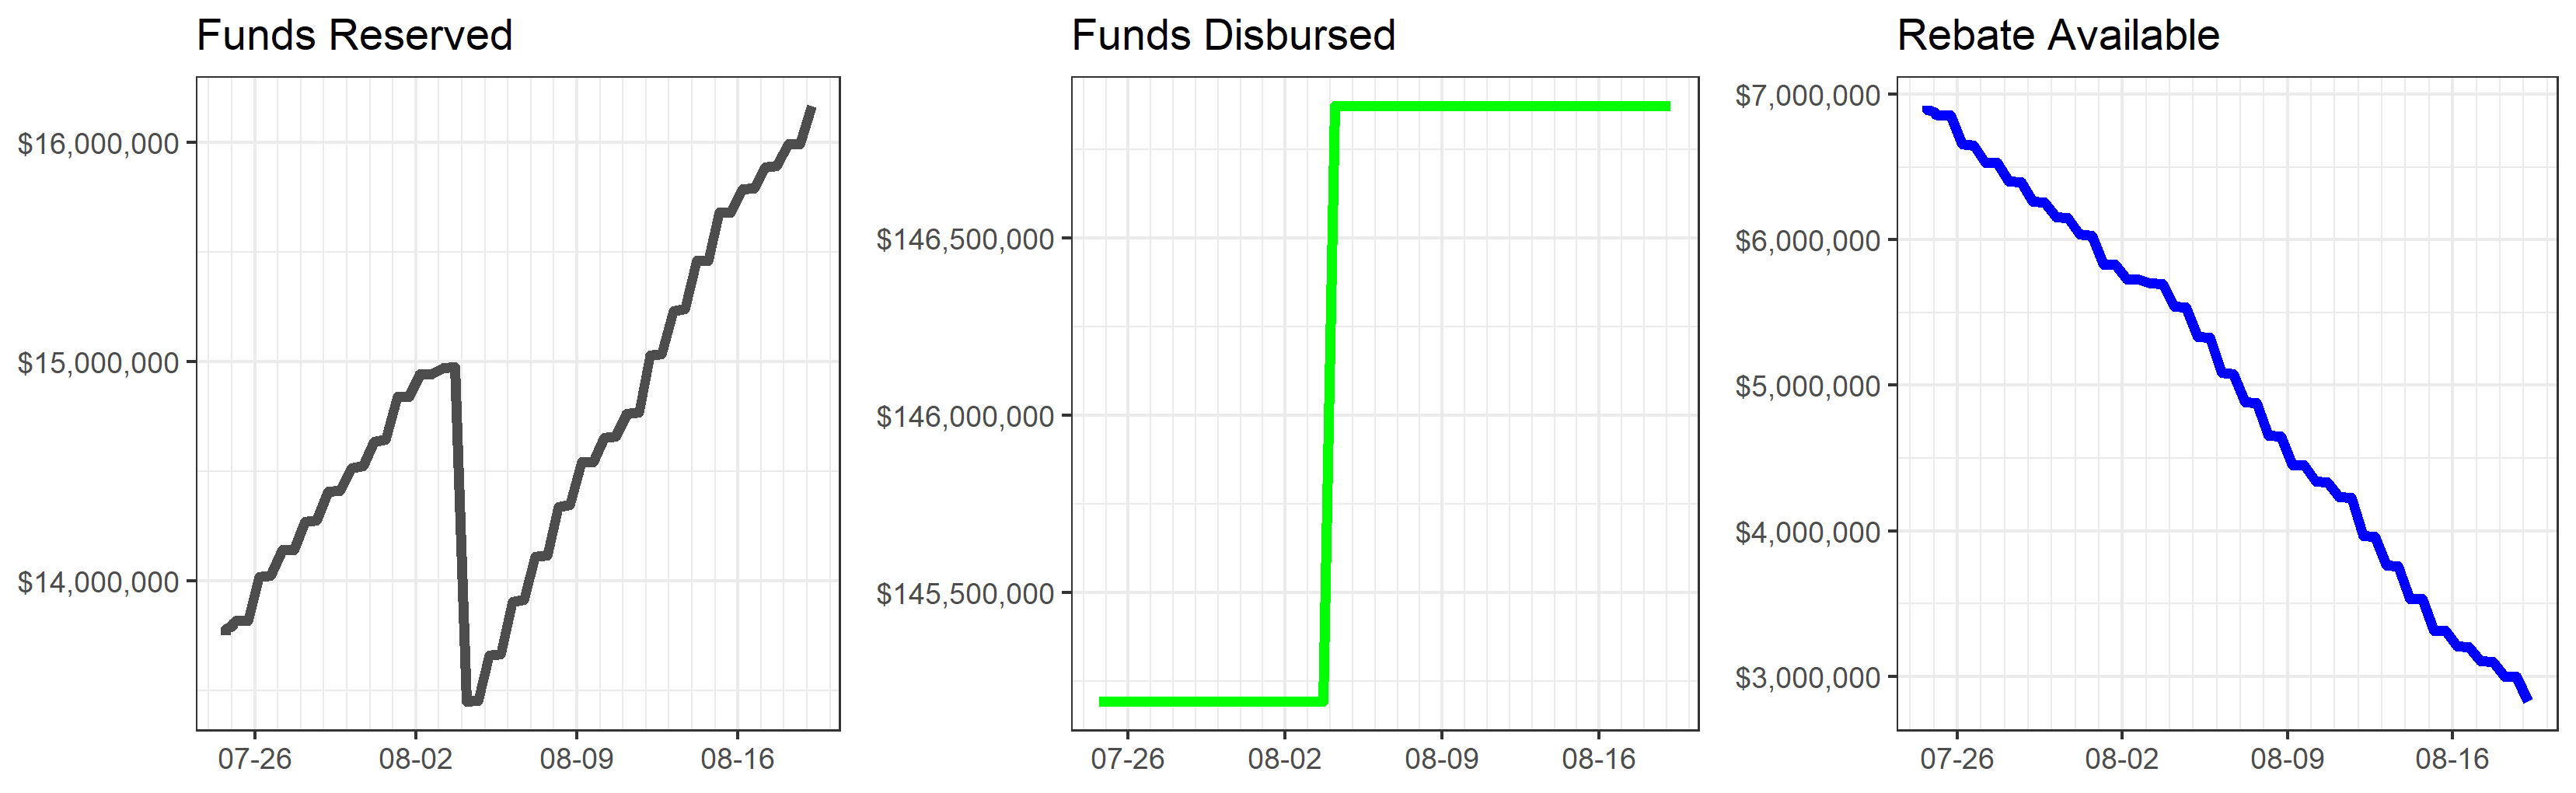 Funds Reserved
$16,000,000
$15,000,000
$14,000,000
07-26 08-02 08-09 08-16
Funds Disbursed
$146,500,000
$146,000,000
$145,500,000
07-26 08-02 08-09 08-16
Rebate Available
$7,000,000
$6,000,000
$5,000,000
$4,000,000
$3,000,000
07-26 08-02 08-09 08-16